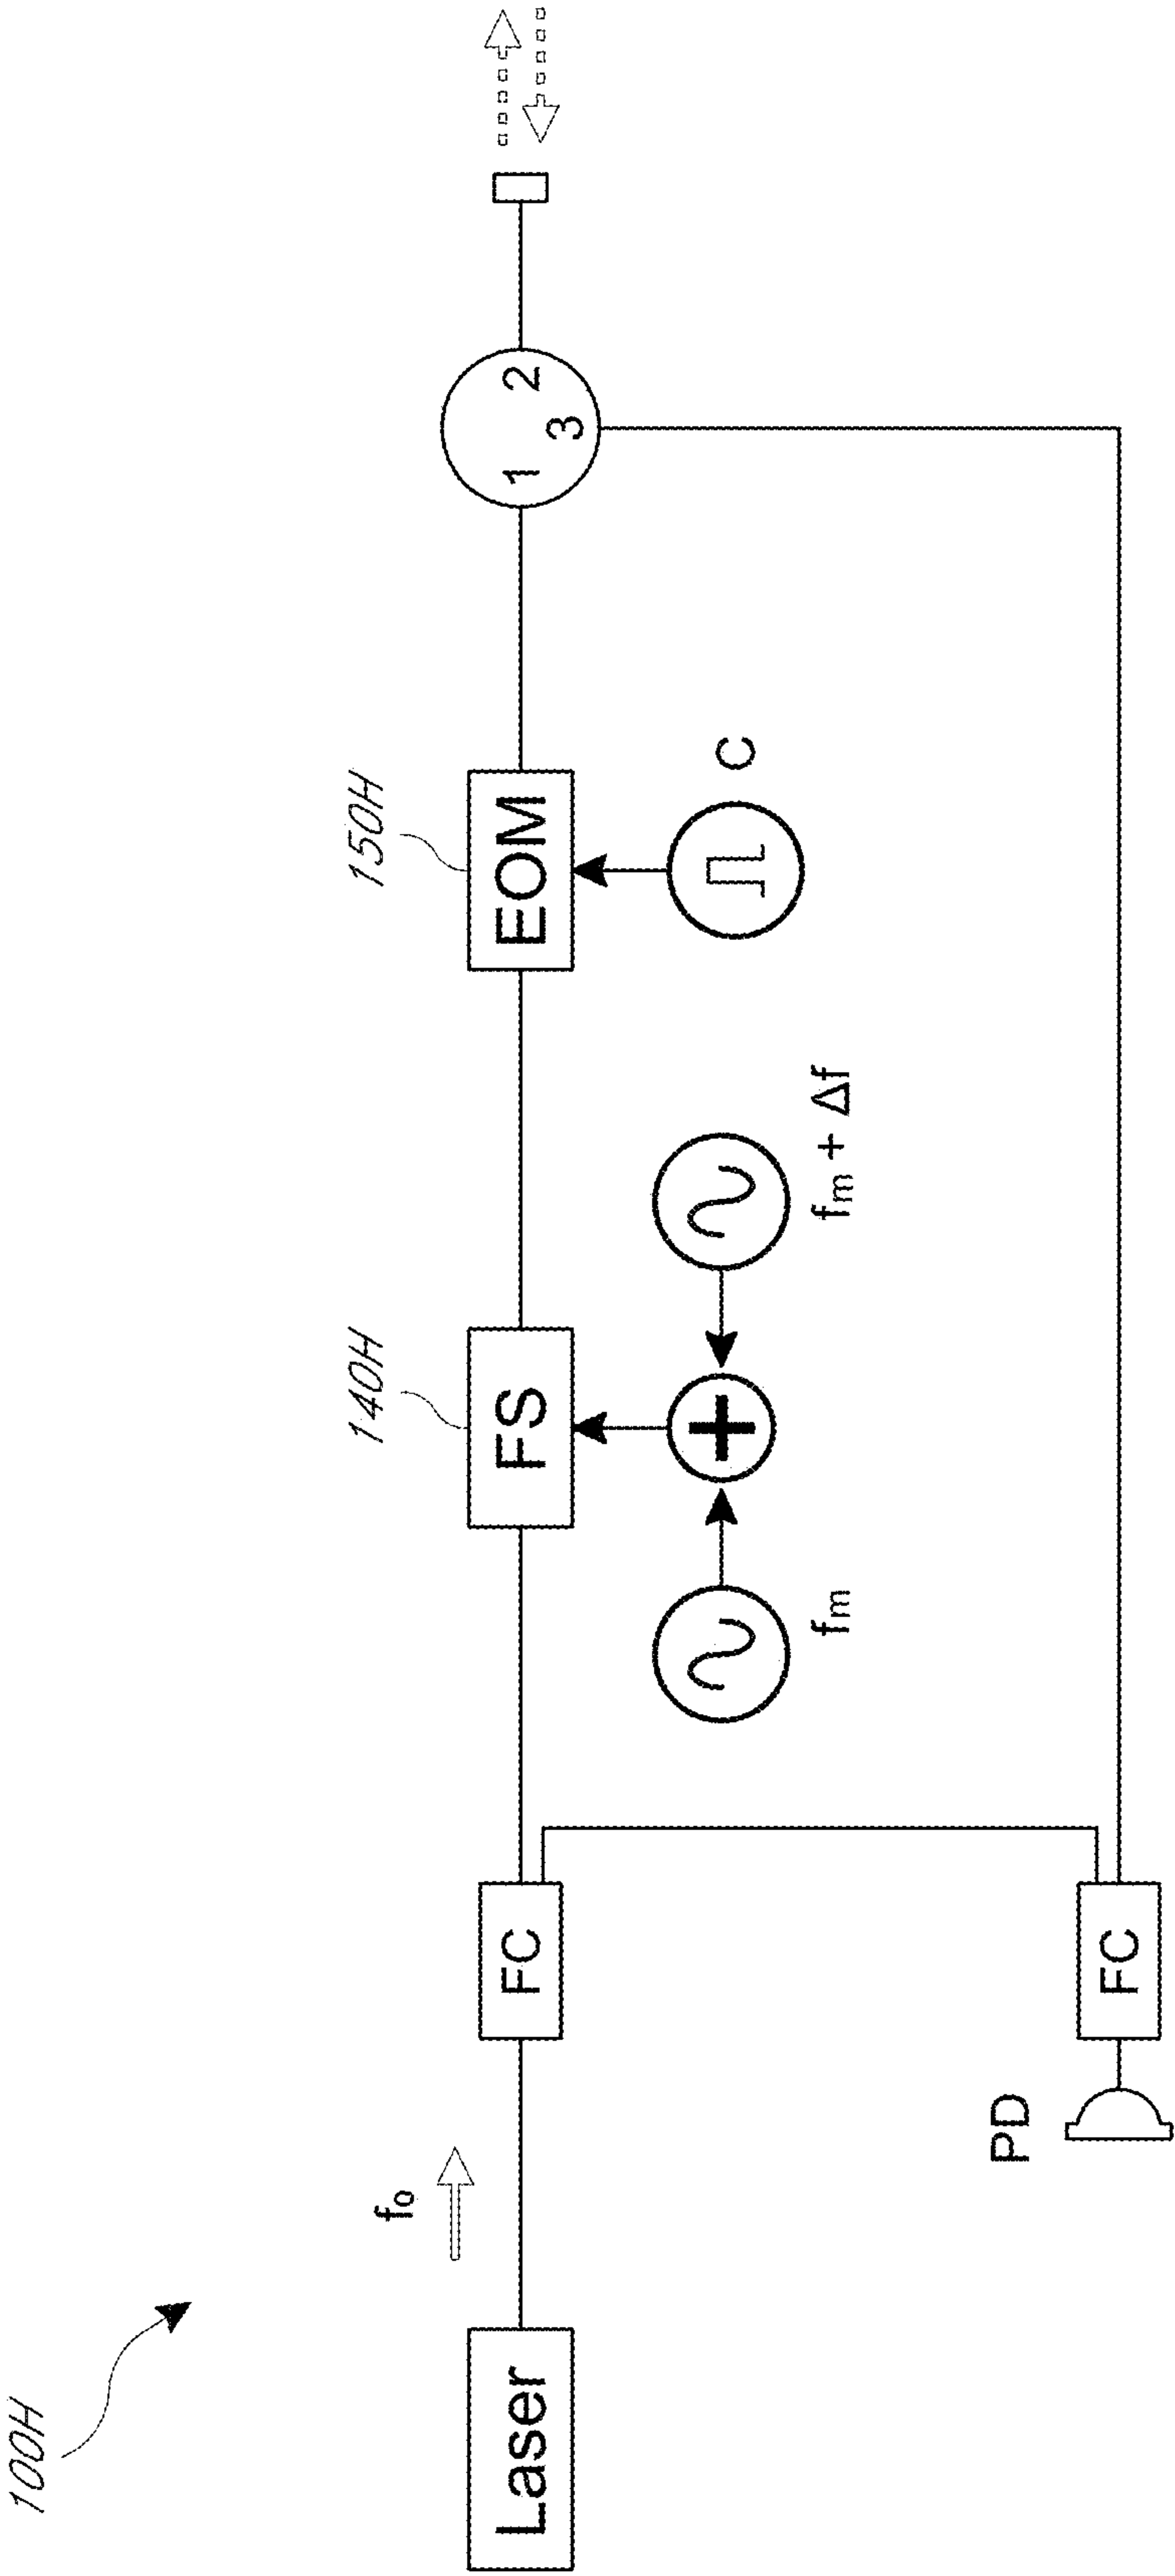 100H
Laser
f₀
FC
140H
FS
fₘ
+
fₘ + Δf
150H
EOM
C
1
2
3
PD
FC